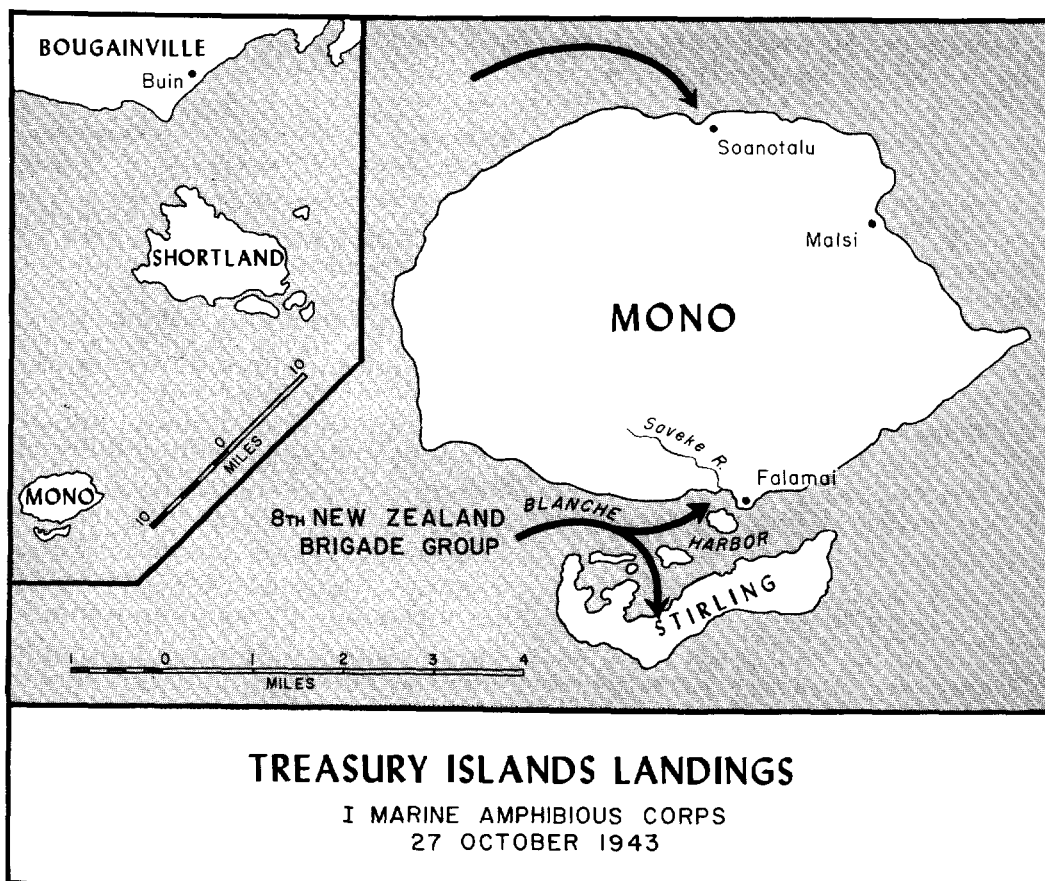 BOUGAINVILLE
Buin
SHORTLAND
10
0
MILES
10
MONO
Soanotalu
Malsi
MONO
Saveke R.
Falamai
8TH NEW ZEALAND
BRIGADE GROUP
BLANCHE
HARBOR
STIRLING
1 0 1 2 3 4
MILES
TREASURY ISLANDS LANDINGS
I MARINE AMPHIBIOUS CORPS
27 OCTOBER 1943